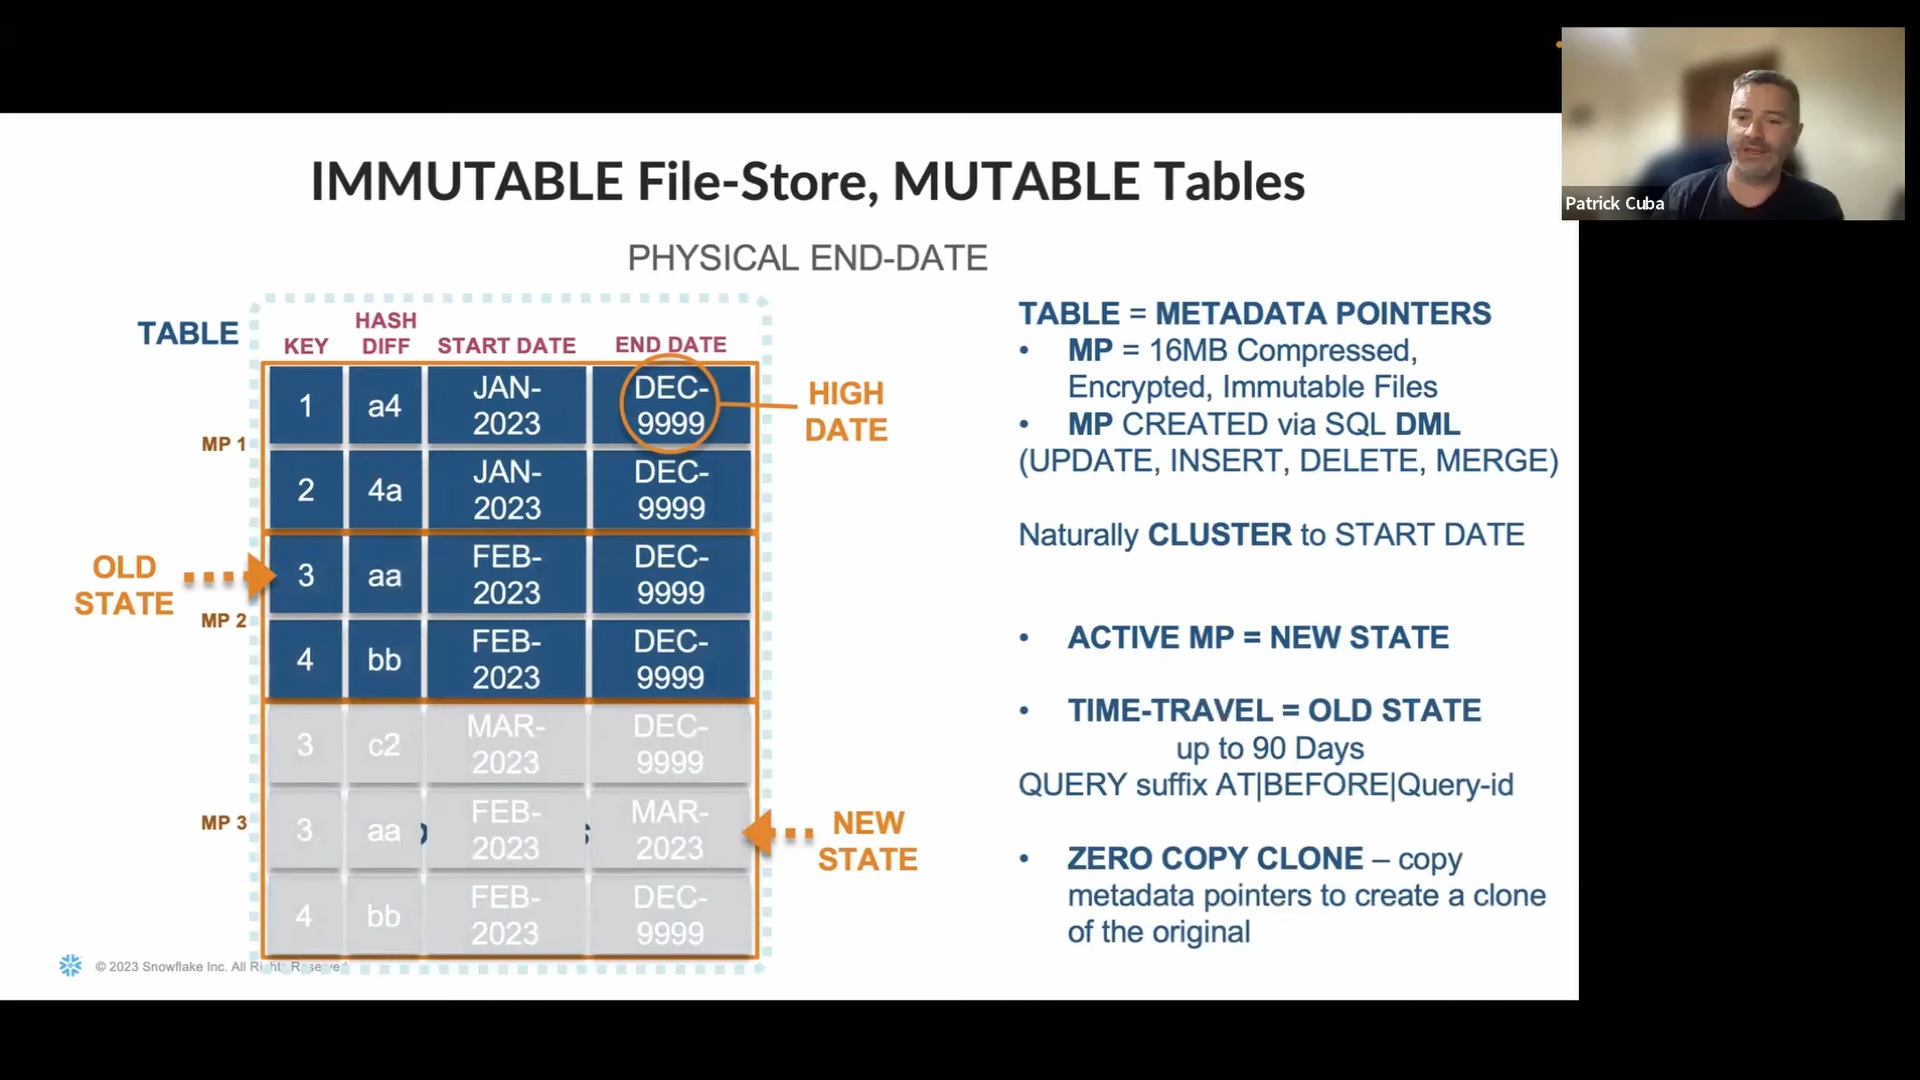 Patrick Cuba
IMMUTABLE File-Store, MUTABLE Tables
PHYSICAL END-DATE
TABLE
KEY
HASH
DIFF
START DATE
END DATE
1
a4
JAN-
2023
DEC-
9999
MP 1
2
4a
JAN-
2023
DEC-
9999
3
aa
FEB-
2023
DEC-
9999
MP 2
4
bb
FEB-
2023
DEC-
9999
3
c2
MAR-
2023
DEC-
9999
MP 3
3
aa
FEB-
2023
MAR-
2023
4
bb
FEB-
2023
DEC-
9999
OLD
STATE
HIGH
DATE
NEW
STATE
TABLE = METADATA POINTERS
• MP = 16MB Compressed,
Encrypted, Immutable Files
• MP CREATED via SQL DML
(UPDATE, INSERT, DELETE, MERGE)
Naturally CLUSTER to START DATE
• ACTIVE MP = NEW STATE
• TIME-TRAVEL = OLD STATE
up to 90 Days
QUERY suffix AT|BEFORE|Query-id
• ZERO COPY CLONE – copy
metadata pointers to create a clone
of the original
© 2023 Snowflake Inc. All Rights Reserved